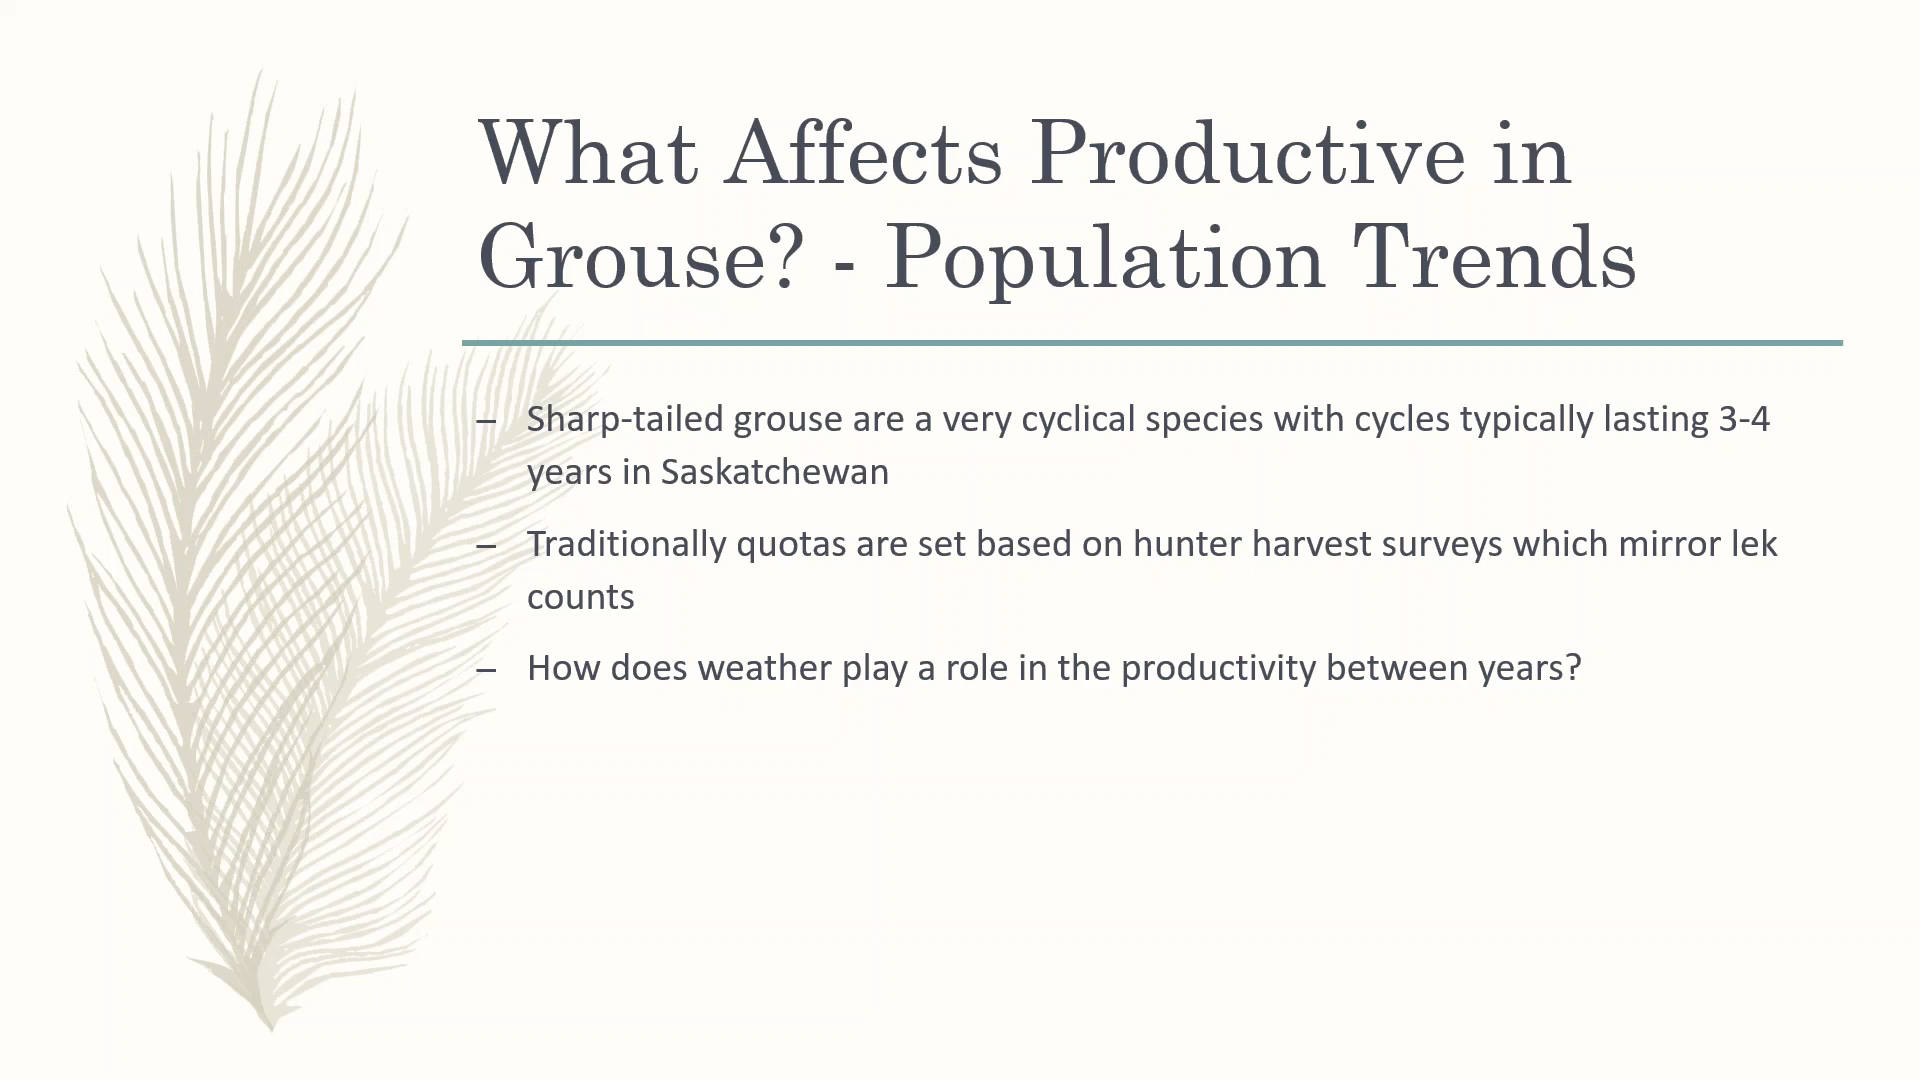 What Affects Productive in
Grouse? - Population Trends
– Sharp-tailed grouse are a very cyclical species with cycles typically lasting 3-4
years in Saskatchewan
– Traditionally quotas are set based on hunter harvest surveys which mirror lek
counts
– How does weather play a role in the productivity between years?